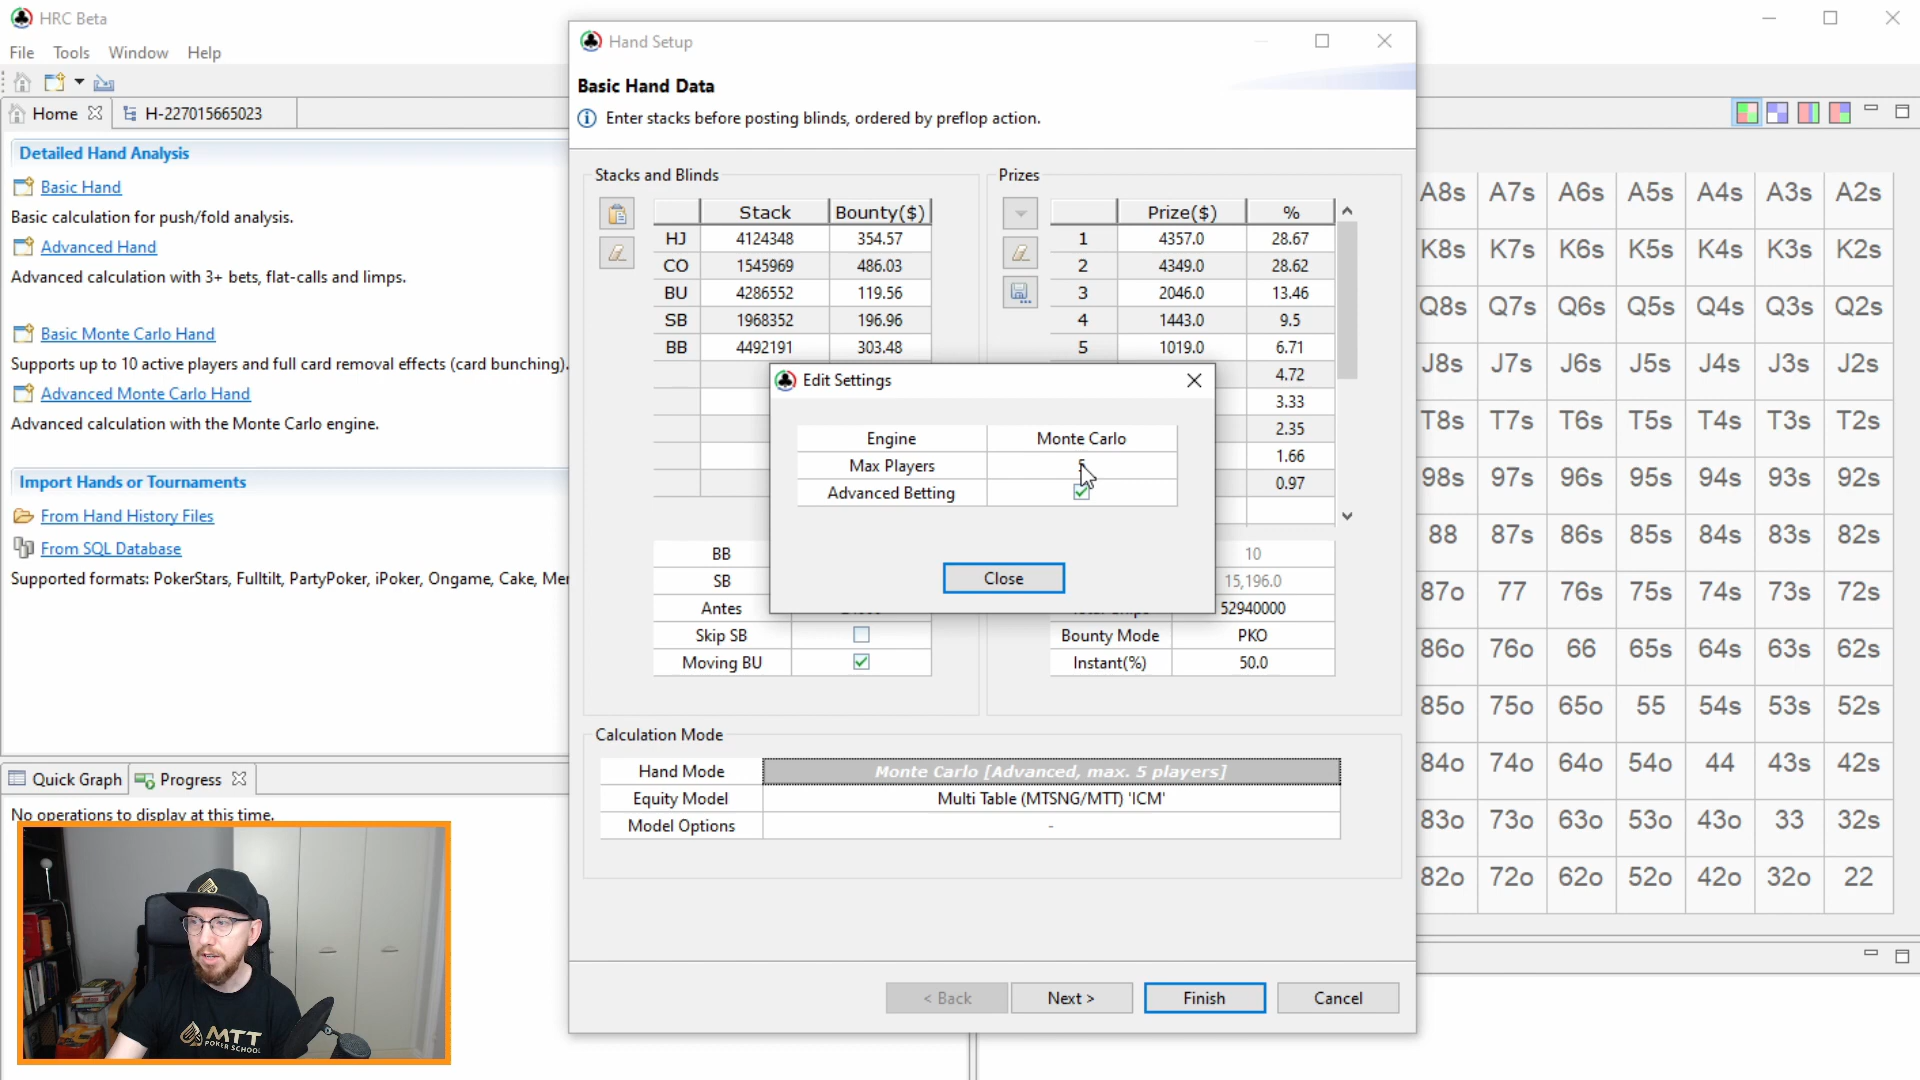 HRC Beta
File Tools Window Help
Home H-227015665023
Detailed Hand Analysis
Basic Hand
Basic calculation for push/fold analysis.
Advanced Hand
Advanced calculation with 3+ bets, flat-calls and limps.
Basic Monte Carlo Hand
Supports up to 10 active players and full card removal effects (card bunching).
Advanced Monte Carlo Hand
Advanced calculation with the Monte Carlo engine.
Import Hands or Tournaments
From Hand History Files
From SQL Database
Supported formats: PokerStars, Fulltilt, PartyPoker, iPoker, Ongame, Cake, Mer
Quick Graph Progress
No operations to display at this time.
MTT
POKER SCHOOL
Hand Setup
Basic Hand Data
Enter stacks before posting blinds, ordered by preflop action.
Stacks and Blinds
Stack Bounty($)
HJ 4124348 354.57
CO 1545969 486.03
BU 4286552 119.56
SB 1968352 196.96
BB 4492191 303.48
BB
SB
Antes
Skip SB
Moving BU
Prizes
Prize($) %
1 4357.0 28.67
2 4349.0 28.62
3 2046.0 13.46
4 1443.0 9.5
5 1019.0 6.71
4.72
3.33
2.35
1.66
0.97
10
15,196.0
52940000
Bounty Mode PKO
Instant(%) 50.0
Edit Settings
Engine Monte Carlo
Max Players 5
Advanced Betting
Close
Calculation Mode
Hand Mode Monte Carlo [Advanced, max. 5 players]
Equity Model Multi Table (MTSNG/MTT) 'ICM'
Model Options -
< Back Next > Finish Cancel
A8s A7s A6s A5s A4s A3s A2s
K8s K7s K6s K5s K4s K3s K2s
Q8s Q7s Q6s Q5s Q4s Q3s Q2s
J8s J7s J6s J5s J4s J3s J2s
T8s T7s T6s T5s T4s T3s T2s
98s 97s 96s 95s 94s 93s 92s
88 87s 86s 85s 84s 83s 82s
87o 77 76s 75s 74s 73s 72s
86o 76o 66 65s 64s 63s 62s
85o 75o 65o 55 54s 53s 52s
84o 74o 64o 54o 44 43s 42s
83o 73o 63o 53o 43o 33 32s
82o 72o 62o 52o 42o 32o 22